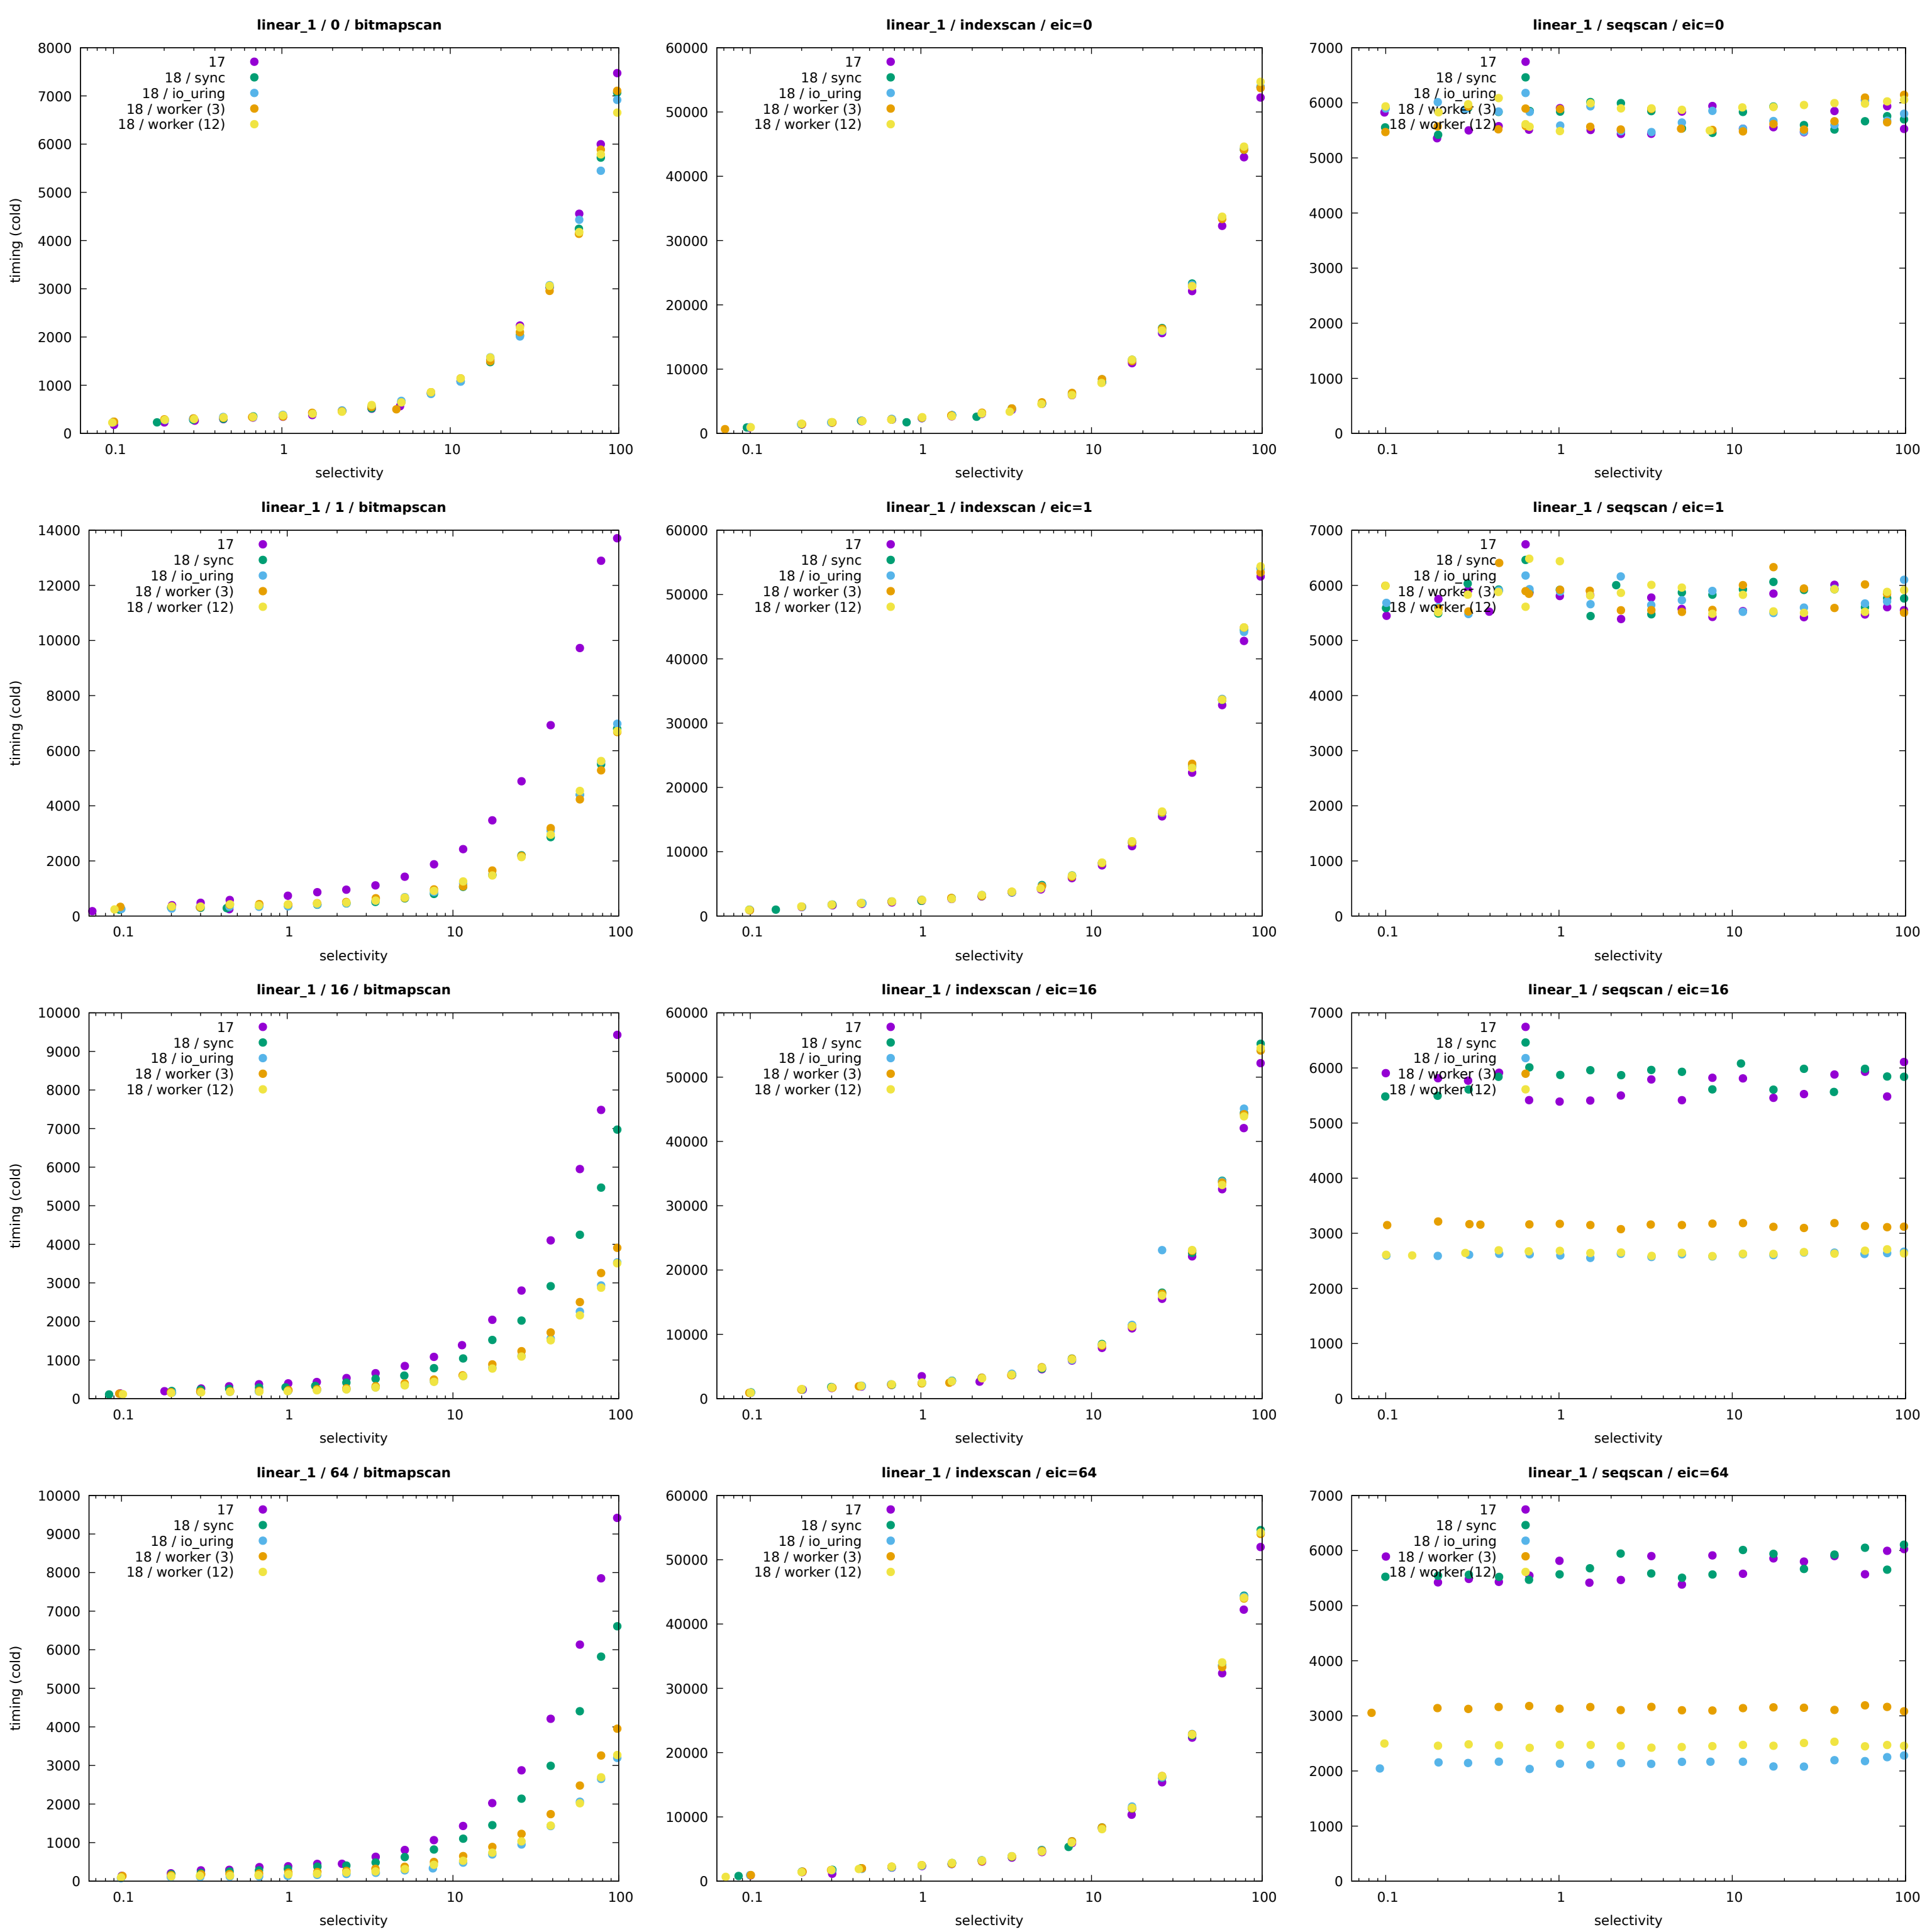 linear_1 / 0 / bitmapscan
timing (cold)
8000
7000
6000
5000
4000
3000
2000
1000
0
17
18 / sync
18 / io_uring
18 / worker (3)
18 / worker (12)
0.1 1 10 100
selectivity
linear_1 / indexscan / eic=0
60000
50000
40000
30000
20000
10000
0
17
18 / sync
18 / io_uring
18 / worker (3)
18 / worker (12)
0.1 1 10 100
selectivity
linear_1 / seqscan / eic=0
7000
6000
5000
4000
3000
2000
1000
0
17
18 / sync
18 / io_uring
18 / worker (3)
18 / worker (12)
0.1 1 10 100
selectivity
linear_1 / 1 / bitmapscan
timing (cold)
14000
12000
10000
8000
6000
4000
2000
0
17
18 / sync
18 / io_uring
18 / worker (3)
18 / worker (12)
0.1 1 10 100
selectivity
linear_1 / indexscan / eic=1
60000
50000
40000
30000
20000
10000
0
17
18 / sync
18 / io_uring
18 / worker (3)
18 / worker (12)
0.1 1 10 100
selectivity
linear_1 / seqscan / eic=1
7000
6000
5000
4000
3000
2000
1000
0
17
18 / sync
18 / io_uring
18 / worker (3)
18 / worker (12)
0.1 1 10 100
selectivity
linear_1 / 16 / bitmapscan
timing (cold)
10000
9000
8000
7000
6000
5000
4000
3000
2000
1000
0
17
18 / sync
18 / io_uring
18 / worker (3)
18 / worker (12)
0.1 1 10 100
selectivity
linear_1 / indexscan / eic=16
60000
50000
40000
30000
20000
10000
0
17
18 / sync
18 / io_uring
18 / worker (3)
18 / worker (12)
0.1 1 10 100
selectivity
linear_1 / seqscan / eic=16
7000
6000
5000
4000
3000
2000
1000
0
17
18 / sync
18 / io_uring
18 / worker (3)
18 / worker (12)
0.1 1 10 100
selectivity
linear_1 / 64 / bitmapscan
timing (cold)
10000
9000
8000
7000
6000
5000
4000
3000
2000
1000
0
17
18 / sync
18 / io_uring
18 / worker (3)
18 / worker (12)
0.1 1 10 100
selectivity
linear_1 / indexscan / eic=64
60000
50000
40000
30000
20000
10000
0
17
18 / sync
18 / io_uring
18 / worker (3)
18 / worker (12)
0.1 1 10 100
selectivity
linear_1 / seqscan / eic=64
7000
6000
5000
4000
3000
2000
1000
0
17
18 / sync
18 / io_uring
18 / worker (3)
18 / worker (12)
0.1 1 10 100
selectivity